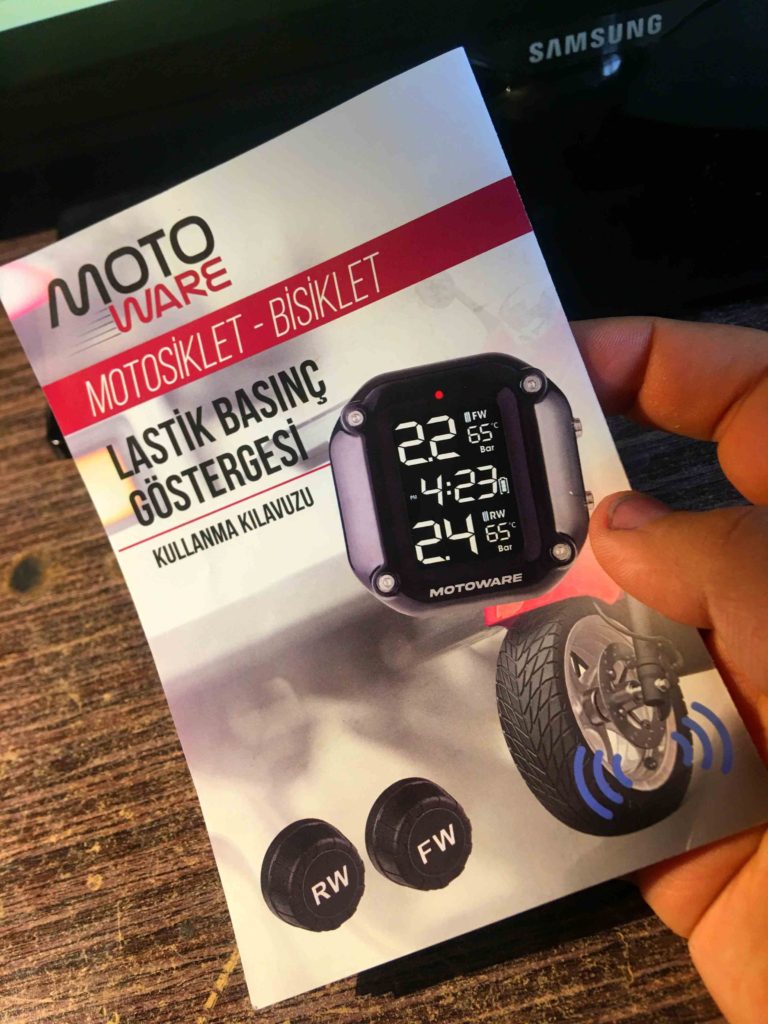 SAMSUNG
MOTO
WARE
MOTOSİKLET - BİSİKLET
LASTİK BASINÇ
GÖSTERGESİ
KULLANMA KILAVUZU
2.2 FW 65°C Bar
PM 4:23
2.4 RW 65°C Bar
MOTOWARE
RW
FW